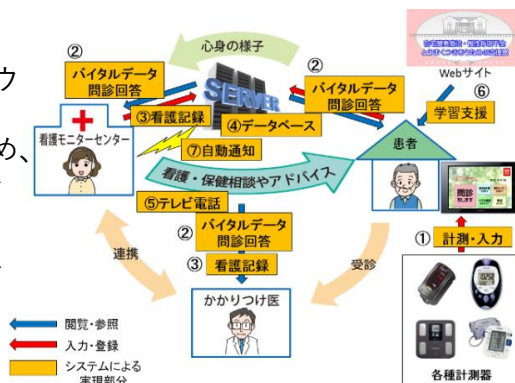 心身の様子
②
バイタルデータ
問診回答
②
バイタルデータ
問診回答
Webサイト
⑥
学習支援
ウ
め、
SERVER
③看護記録
④データベース
⑦自動通知
看護モニターセンター
患者
看護・保健相談やアドバイス
⑤テレビ電話
②
バイタルデータ
問診回答
③
看護記録
問診
①
計測・入力
連携
受診
かかりつけ医
閲覧・参照
入力・登録
システムによる
実現部分
各種計測器